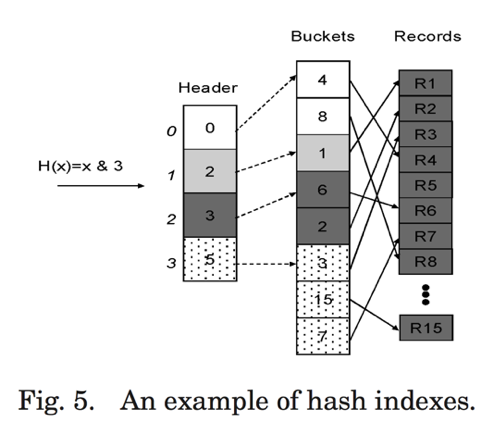 Buckets Records
Header
H(x)=x & 3
0 0
1 2
2 3
3 5
4
8
1
6
2
3
15
7
R1
R2
R3
R4
R5
R6
R7
R8
R15
Fig. 5. An example of hash indexes.